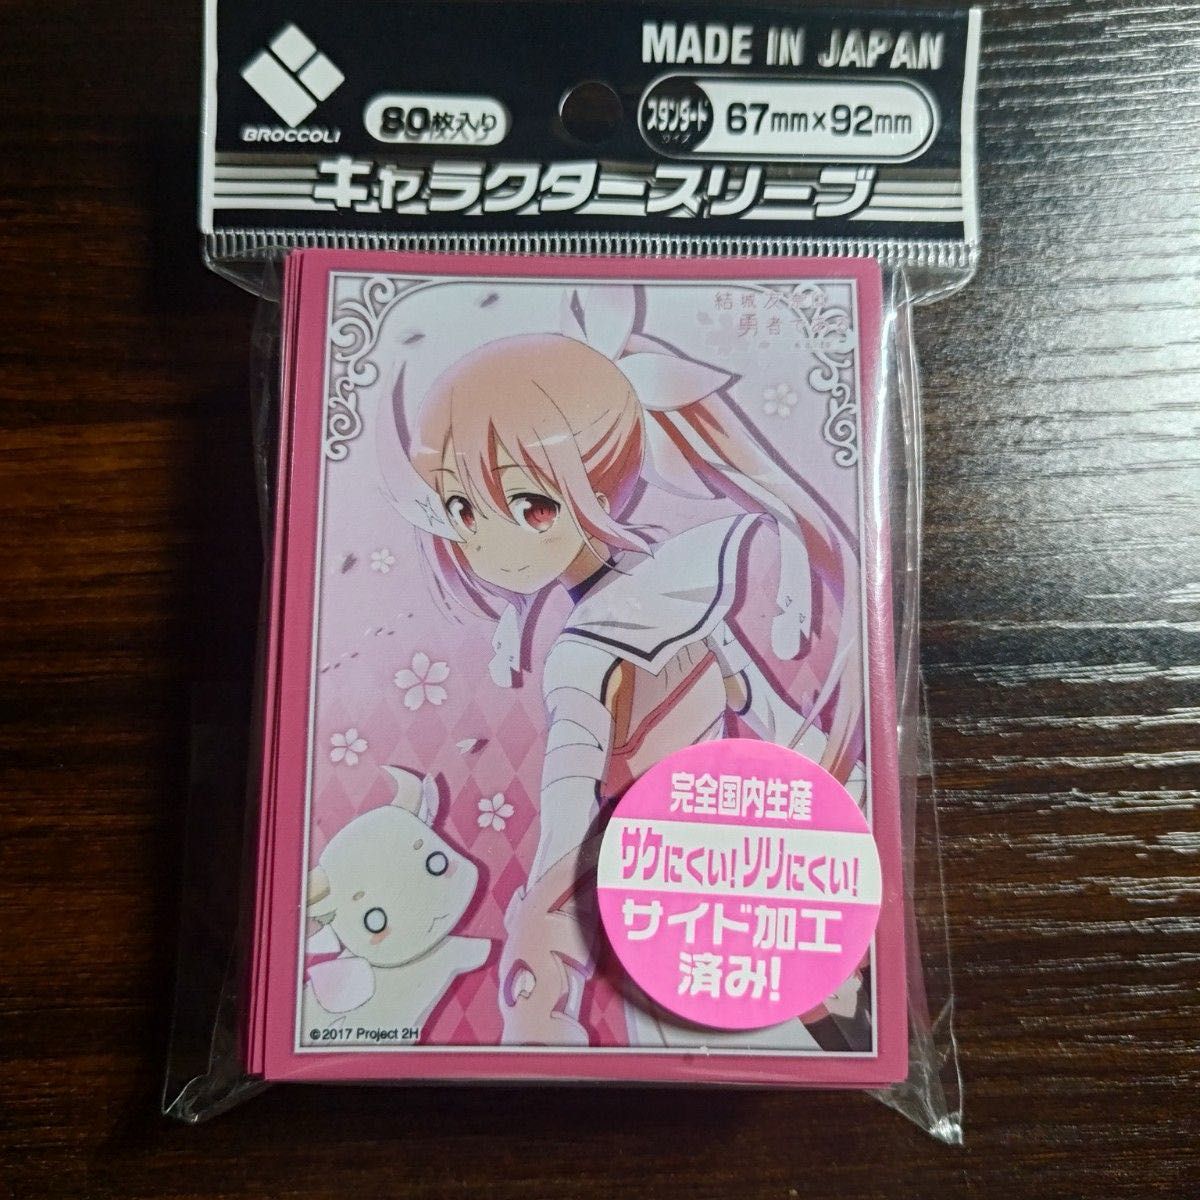 MADE IN JAPAN
BROCCOLI
80枚入り
スタンダード
サイズ
67mm×92mm
キャラクタースリーブ
結城友奈は
勇者である
完全国内生産
サケにくい!ソリにくい!
サイド加工
済み!
©2017 Project 2H